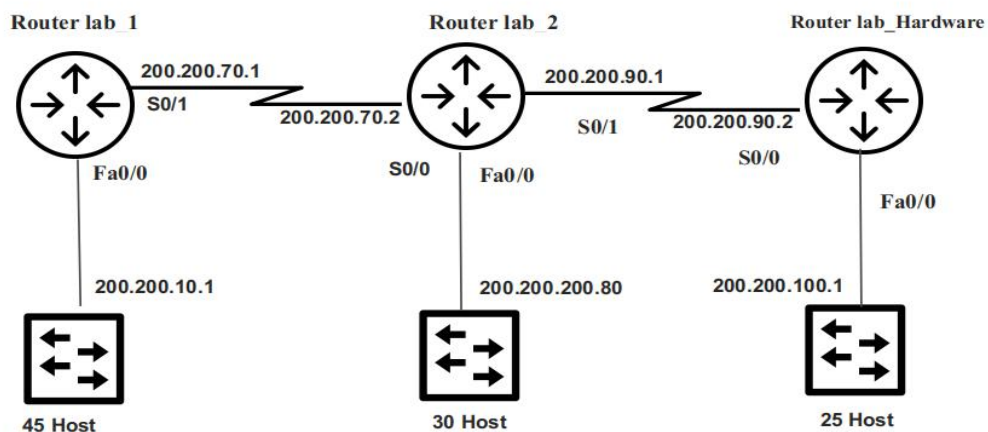 Router lab_1
Router lab_2
Router lab_Hardware
200.200.70.1
S0/1
200.200.70.2
S0/0
200.200.90.1
S0/1
200.200.90.2
S0/0
Fa0/0
Fa0/0
Fa0/0
200.200.10.1
200.200.200.80
200.200.100.1
45 Host
30 Host
25 Host